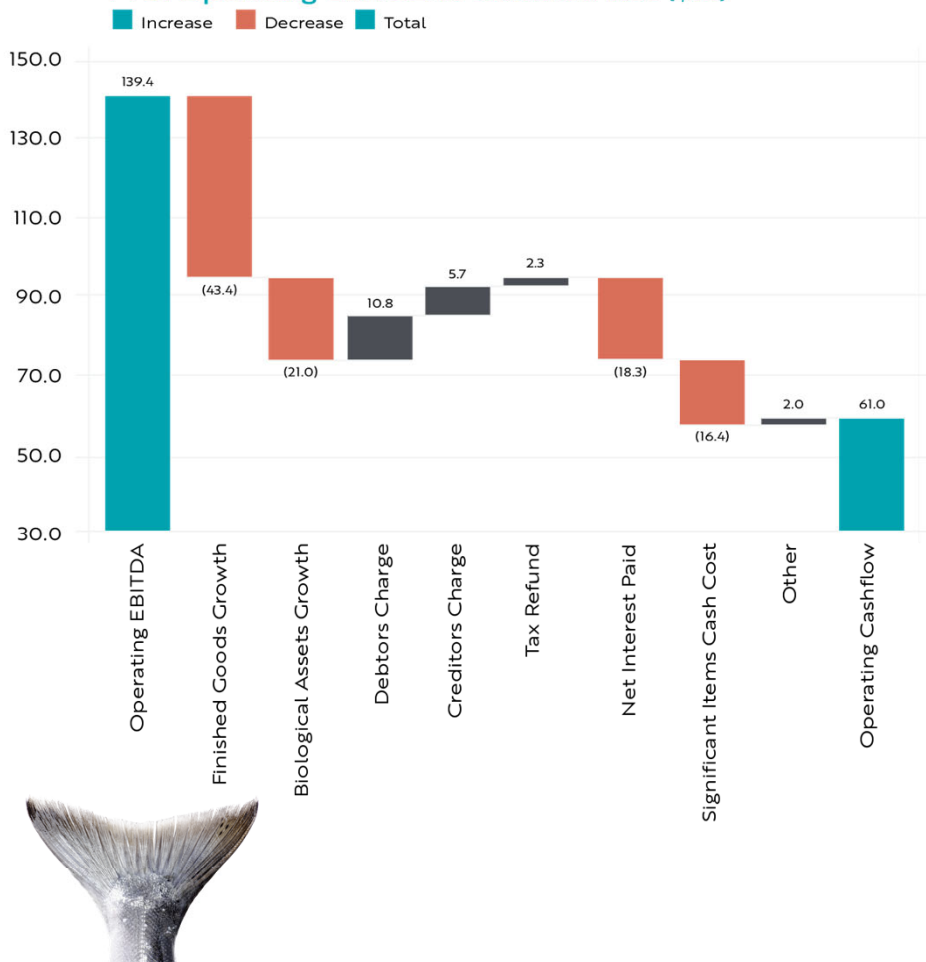 Increase Decrease Total
150.0
130.0
110.0
90.0
70.0
50.0
30.0
139.4
(43.4)
(21.0)
10.8
5.7
2.3
(18.3)
(16.4)
2.0
61.0
Operating EBITDA
Finished Goods Growth
Biological Assets Growth
Debtors Charge
Creditors Charge
Tax Refund
Net Interest Paid
Significant Items Cash Cost
Other
Operating Cashflow